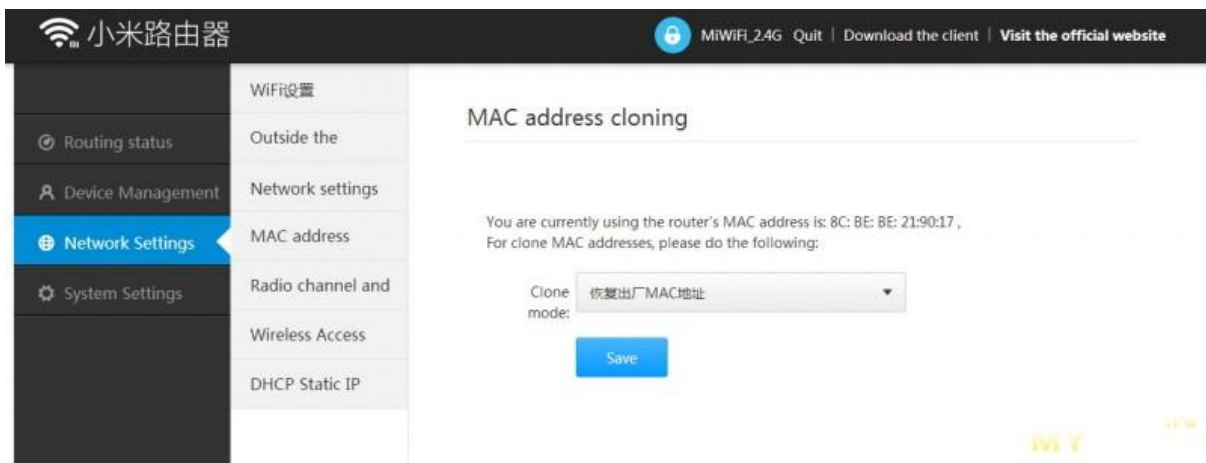 小米路由器
MiWiFi_2.4G Quit | Download the client | Visit the official website
WiFi设置
Outside the
Network settings
MAC address
Radio channel and
Wireless Access
DHCP Static IP
Routing status
Device Management
Network Settings
System Settings
MAC address cloning
You are currently using the router's MAC address is: 8C: BE: BE: 21:90:17 ,
For clone MAC addresses, please do the following:
Clone mode:
恢复出厂MAC地址
Save
MY